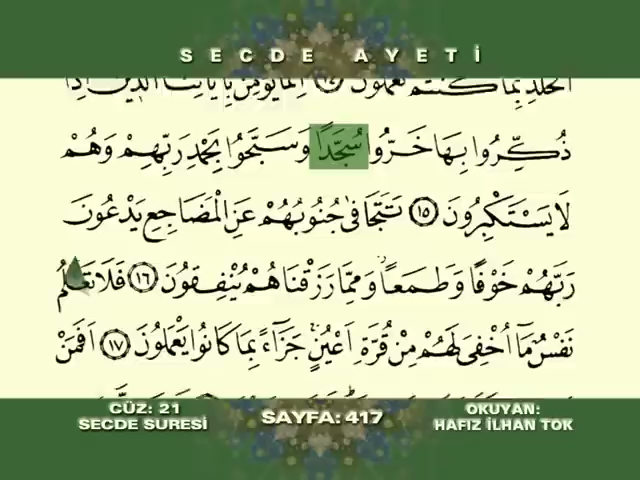 SECDE AYETİ
الْخُلْدِ بِمَا كُنْتُمْ تَعْمَلُونَ ﴿١٤﴾ اِنَّمَا يُؤْمِنُ بِاٰيَاتِنَا الَّذٖينَ اِذَا
ذُكِّرُوا بِهَا خَرُّوا سُجَّدًا وَسَبَّحُوا بِحَمْدِ رَبِّهِمْ وَهُمْ
لَا يَسْتَكْبِرُونَ ﴿١٥﴾ تَتَجَافٰى جُنُوبُهُمْ عَنِ الْمَضَاجِعِ يَدْعُونَ
رَبَّهُمْ خَوْفًا وَطَمَعًا وَمِمَّا رَزَقْنَاهُمْ يُنْفِقُونَ ﴿١٦﴾ فَلَا تَعْلَمُ
نَفْسٌ مَٓا اُخْفِىَ لَهُمْ مِنْ قُرَّةِ اَعْيُنٍ جَزَٓاءً بِمَا كَانُوا يَعْمَلُونَ ﴿١٧﴾ اَفَمَنْ
CÜZ: 21
SECDE SURESİ
SAYFA: 417
OKUYAN:
HAFIZ İLHAN TOK